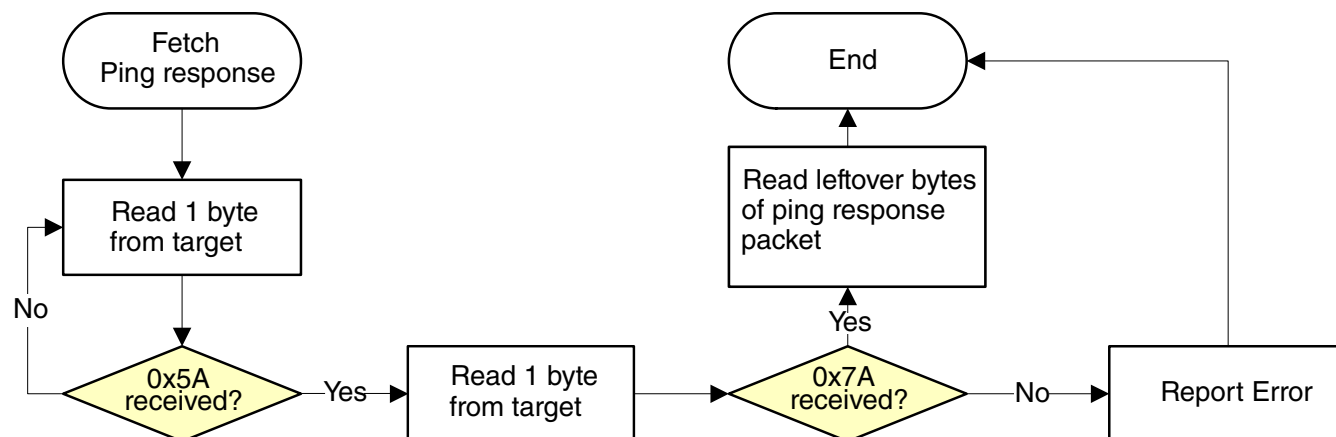 Fetch
Ping response
End
Read 1 byte
from target
Read leftover bytes
of ping response
packet
No
Yes
0x5A
received?
Yes
Read 1 byte
from target
0x7A
received?
No
Report Error